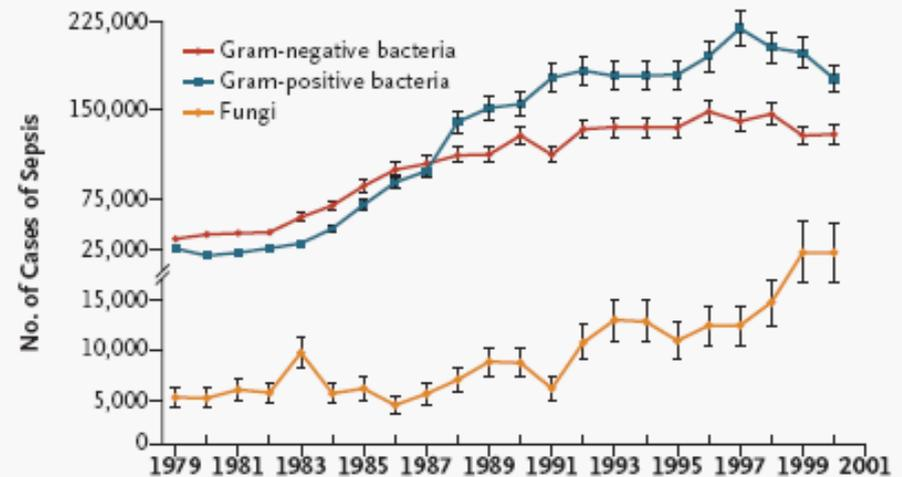 No. of Cases of Sepsis
225,000
150,000
75,000
25,000
15,000
10,000
5,000
0
Gram-negative bacteria
Gram-positive bacteria
Fungi
1979 1981 1983 1985 1987 1989 1991 1993 1995 1997 1999 2001